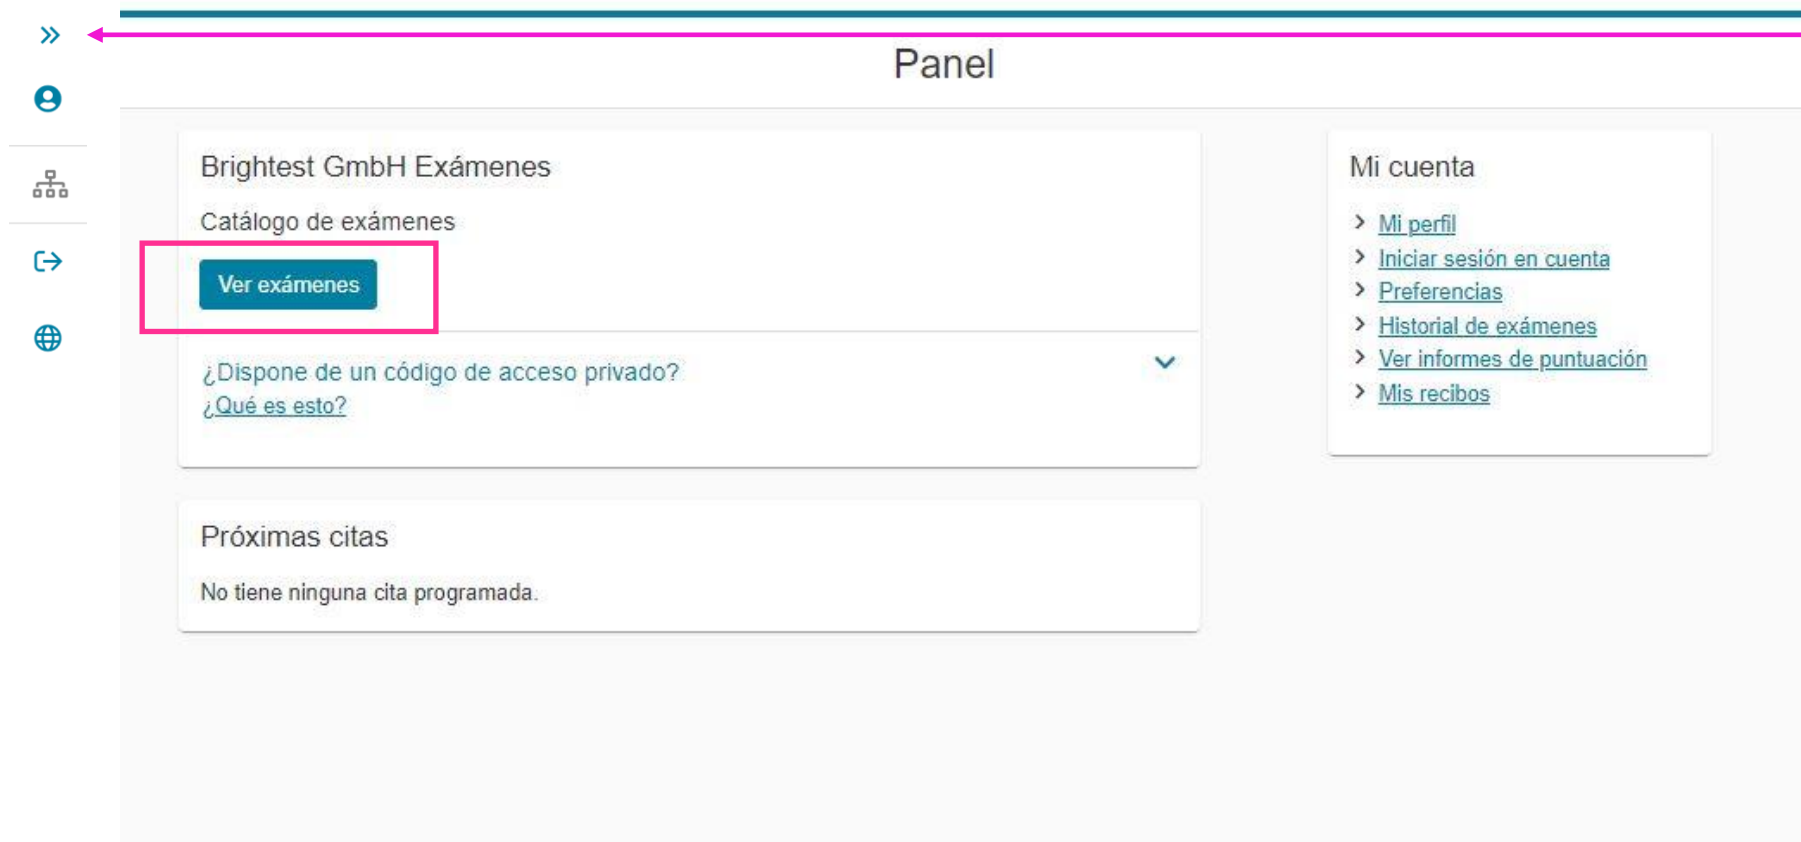 Panel
Brightest GmbH Exámenes
Catálogo de exámenes
Ver exámenes
¿Dispone de un código de acceso privado?
¿Qué es esto?
Próximas citas
No tiene ninguna cita programada.
Mi cuenta
Mi perfil
Iniciar sesión en cuenta
Preferencias
Historial de exámenes
Ver informes de puntuación
Mis recibos